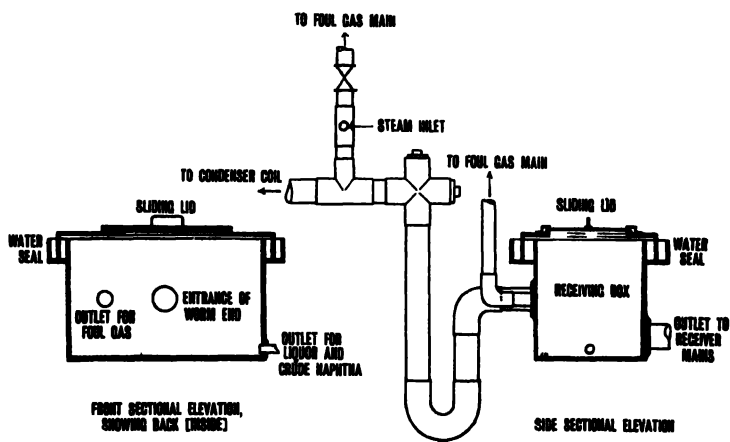 TO FOUL GAS MAIN
STEAM INLET
TO FOUL GAS MAIN
TO CONDENSER COIL
SLIDING LID
SLIDING LID
WATER
SEAL
WATER
SEAL
ENTRANCE OF
WORM END
OUTLET FOR
FOUL GAS
RECEIVING BOX
OUTLET TO
RECEIVER
MAINS
OUTLET FOR
LIQUOR AND
CRUDE NAPHTHA
FRONT SECTIONAL ELEVATION,
SHOWING BACK [INSIDE]
SIDE SECTIONAL ELEVATION